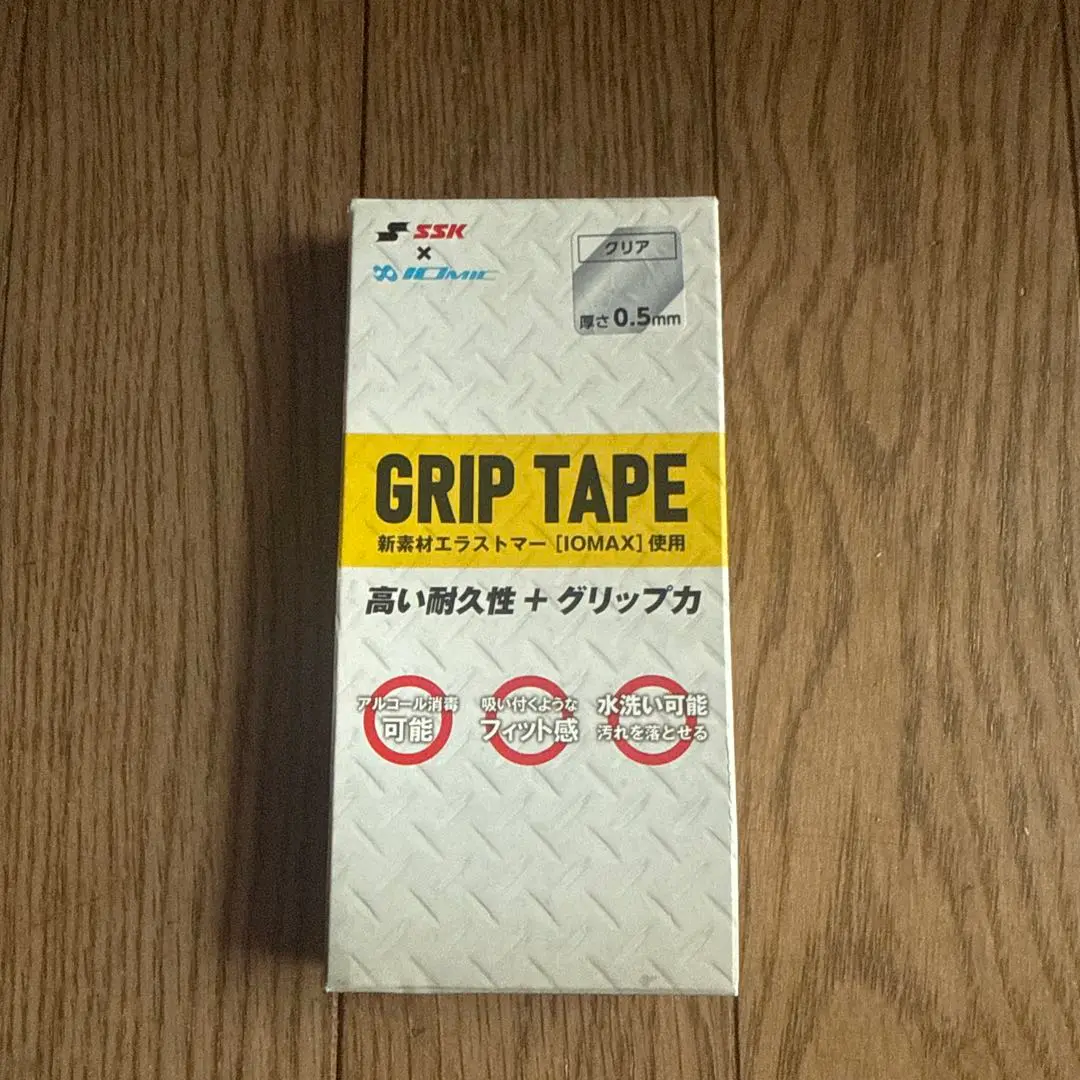 SSK
×
IOMIC
クリア
厚さ 0.5mm
GRIP TAPE
新素材エラストマー [IOMAX] 使用
高い耐久性 + グリップ力
アルコール消毒
可能
吸い付くような
フィット感
水洗い可能
汚れを落とせる